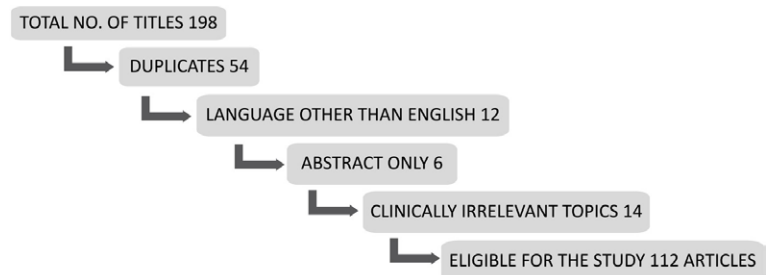 TOTAL NO. OF TITLES 198
DUPLICATES 54
LANGUAGE OTHER THAN ENGLISH 12
ABSTRACT ONLY 6
CLINICALLY IRRELEVANT TOPICS 14
ELIGIBLE FOR THE STUDY 112 ARTICLES